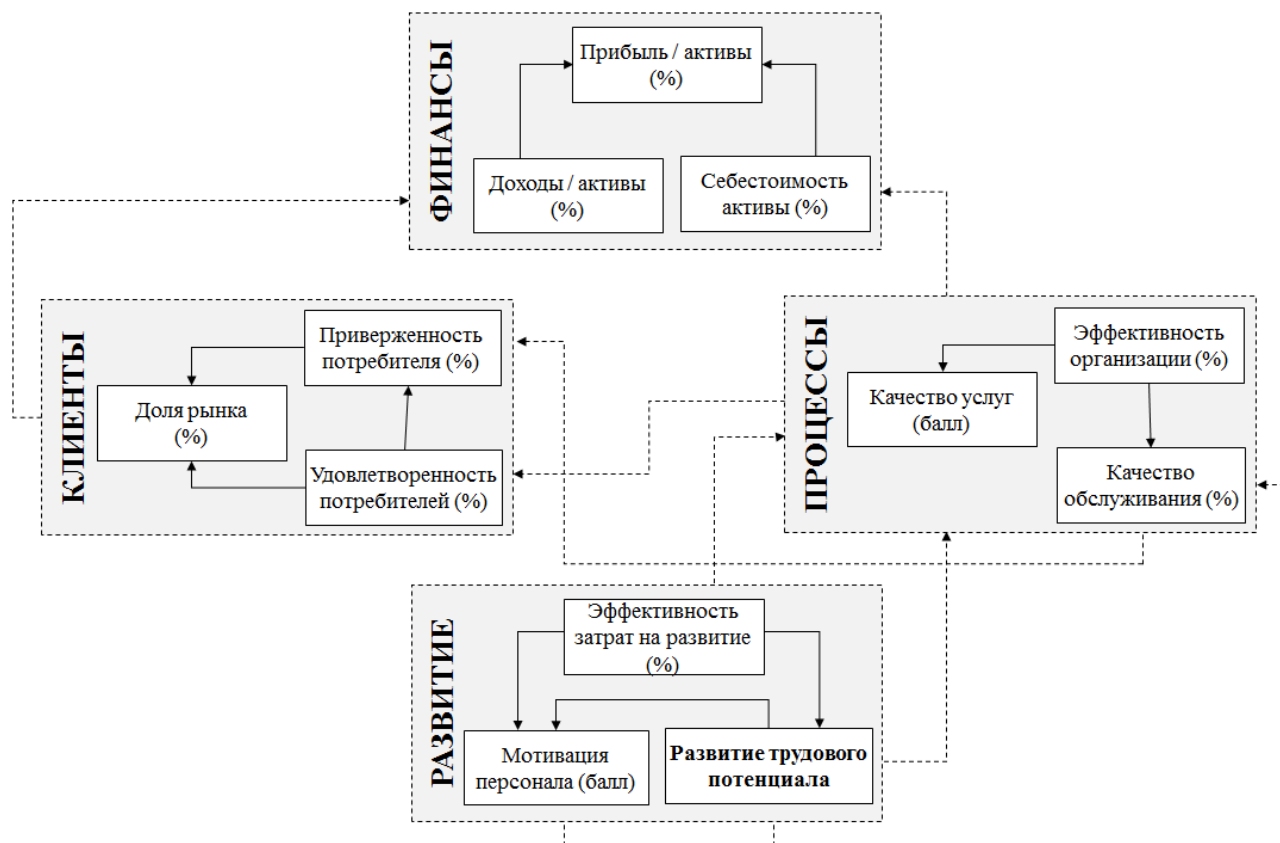 ФИНАНСЫ
Прибыль / активы
(%)
Доходы / активы
(%)
Себестоимость
активы (%)
КЛИЕНТЫ
Приверженность
потребителя (%)
Доля рынка
(%)
Удовлетворенность
потребителей (%)
ПРОЦЕССЫ
Эффективность
организации (%)
Качество услуг
(балл)
Качество
обслуживания (%)
РАЗВИТИЕ
Эффективность
затрат на развитие
(%)
Мотивация
персонала (балл)
Развитие трудового
потенциала